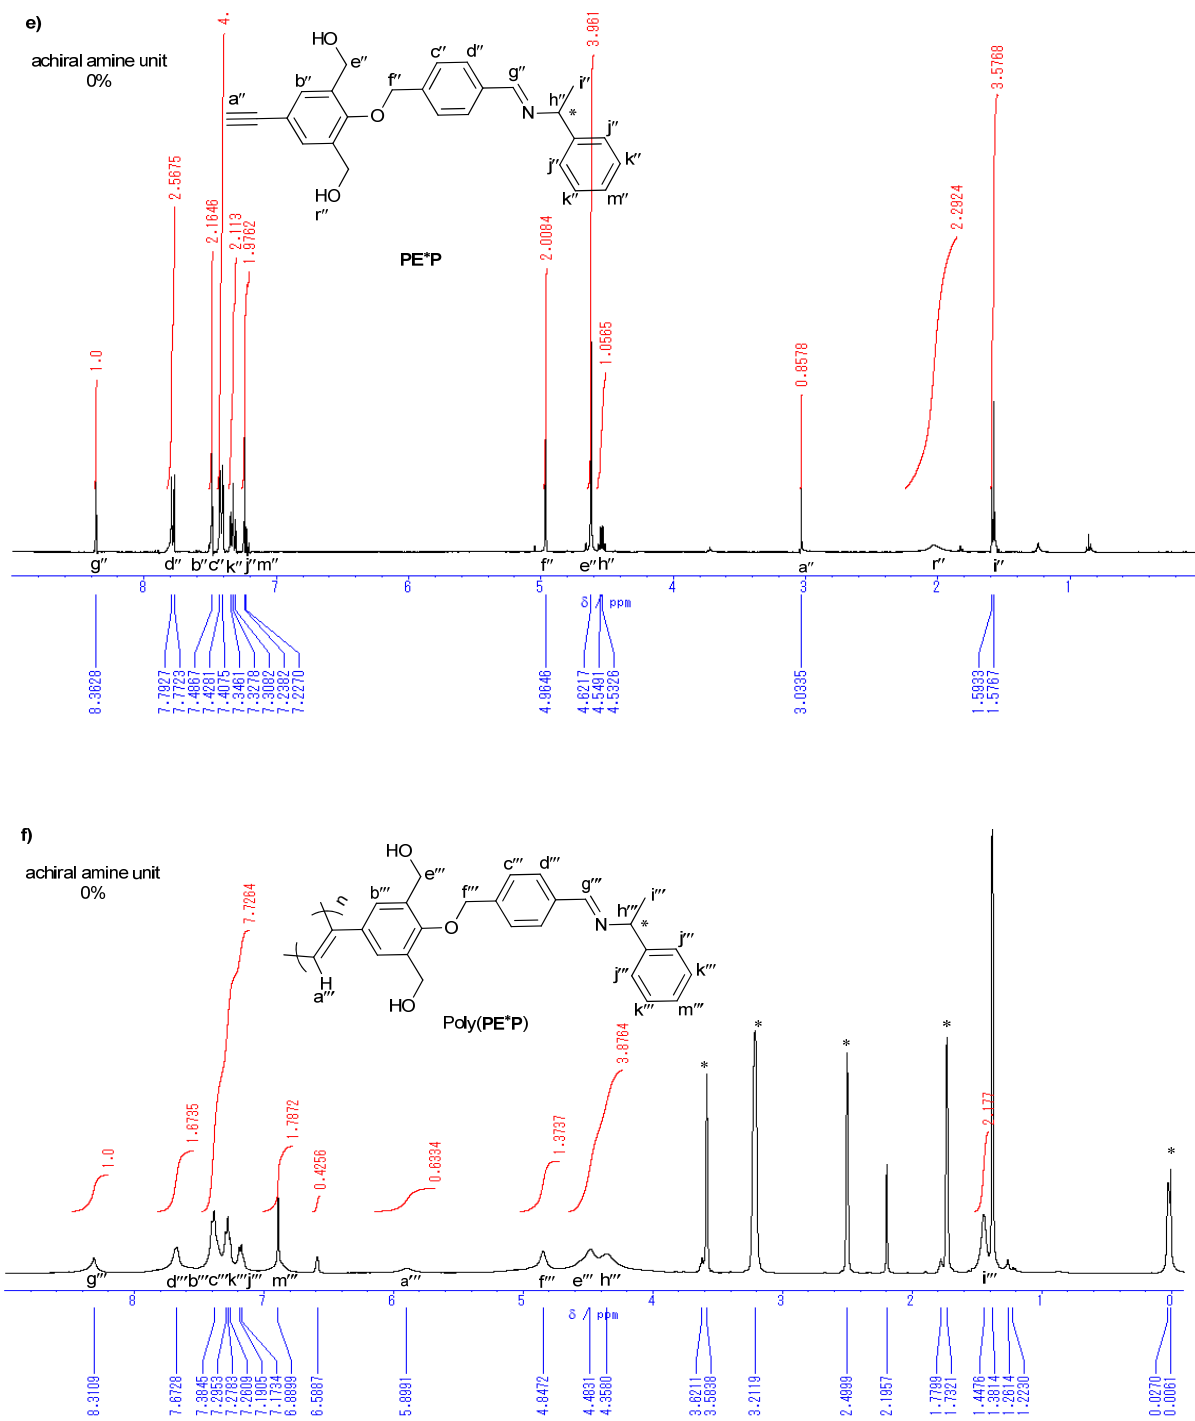 e)
achiral amine unit
0%
HO
e''
b''
a''
c''
d''
f''
O
g''
N
i''
h''
*
j''
j''
k''
k''
m''
HO
r''
PE*P
1.0
2.5675
2.1646
4.
2.113
1.9762
2.0084
3.961
1.0565
0.8578
2.2924
3.5768
g'' d'' b'' c'' k'' j'' m'' f'' e'' h'' a'' r'' i''
8 7 6 5 4 3 2 1
δ / ppm
8.3628
7.7927
7.7723
7.4867
7.4281
7.4075
7.3461
7.3278
7.3082
7.2382
7.2270
4.9646
4.6217
4.5491
4.5326
3.0335
1.5933
1.5767
f)
achiral amine unit
0%
HO
e'''
n
b'''
H
a'''
c'''
d'''
f'''
O
g'''
N
i'''
h'''
*
j'''
j'''
k'''
k'''
m'''
HO
Poly(PE*P)
1.0
1.6735
7.7264
1.7872
0.4256
0.6334
1.3737
3.8764
2.177
* * * * *
g''' d''' b''' c''' k''' j''' m''' a''' f''' e''' h''' i'''
8 7 6 5 4 3 2 1 0
δ / ppm
8.3109
7.6728
7.3845
7.2953
7.2783
7.2609
7.1905
7.1734
6.8899
6.5887
5.8991
4.8472
4.4831
4.3580
3.6211
3.5838
3.2119
2.4999
2.1957
1.7799
1.7321
1.4476
1.3814
1.2614
1.2230
0.0270
0.0061